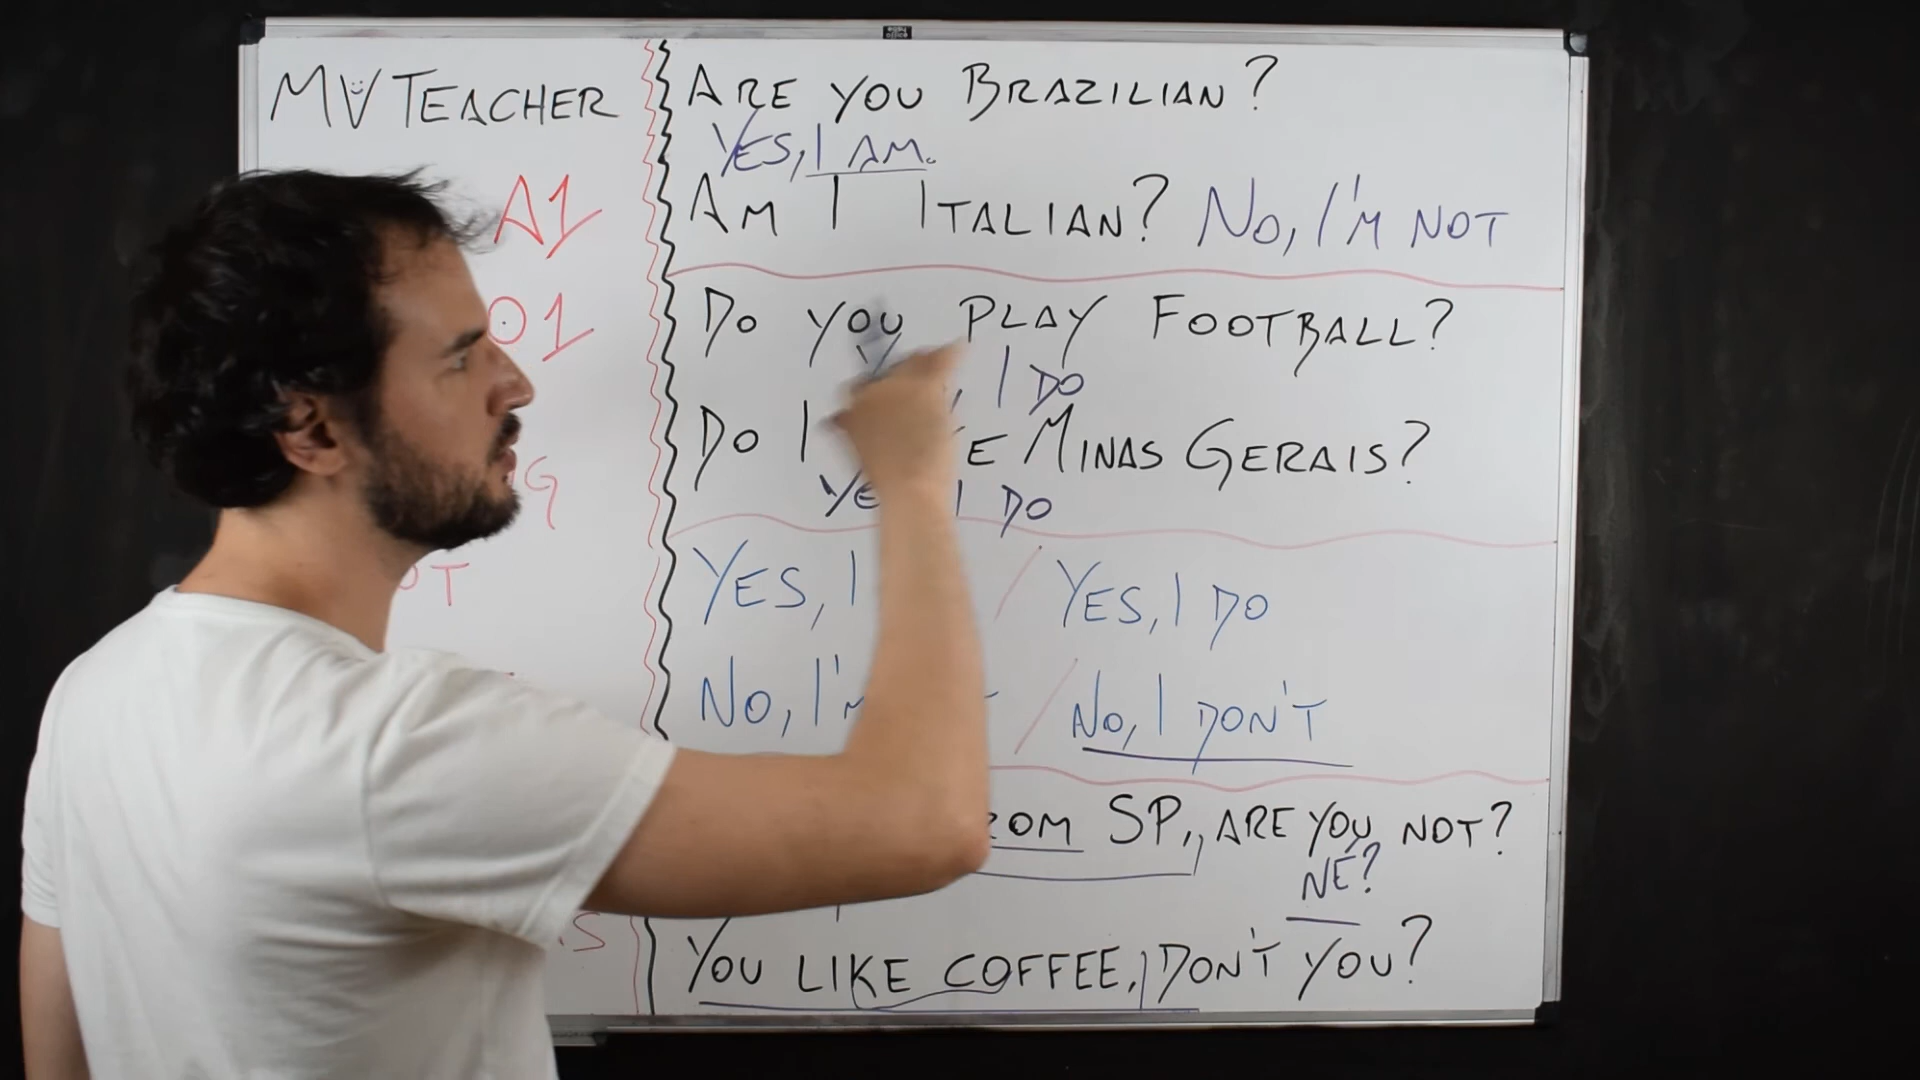 MV TEACHER
A1
01
ARE YOU BRAZILIAN?
YES, I AM.
AM I ITALIAN? NO, I'M NOT
DO YOU PLAY FOOTBALL?
, I DO
DO I MINAS GERAIS?
I DO
YES, I / YES, I DO
NO, / NO, I DON'T
SP, ARE YOU NOT?
NÉ?
YOU LIKE COFFEE, DON'T YOU?